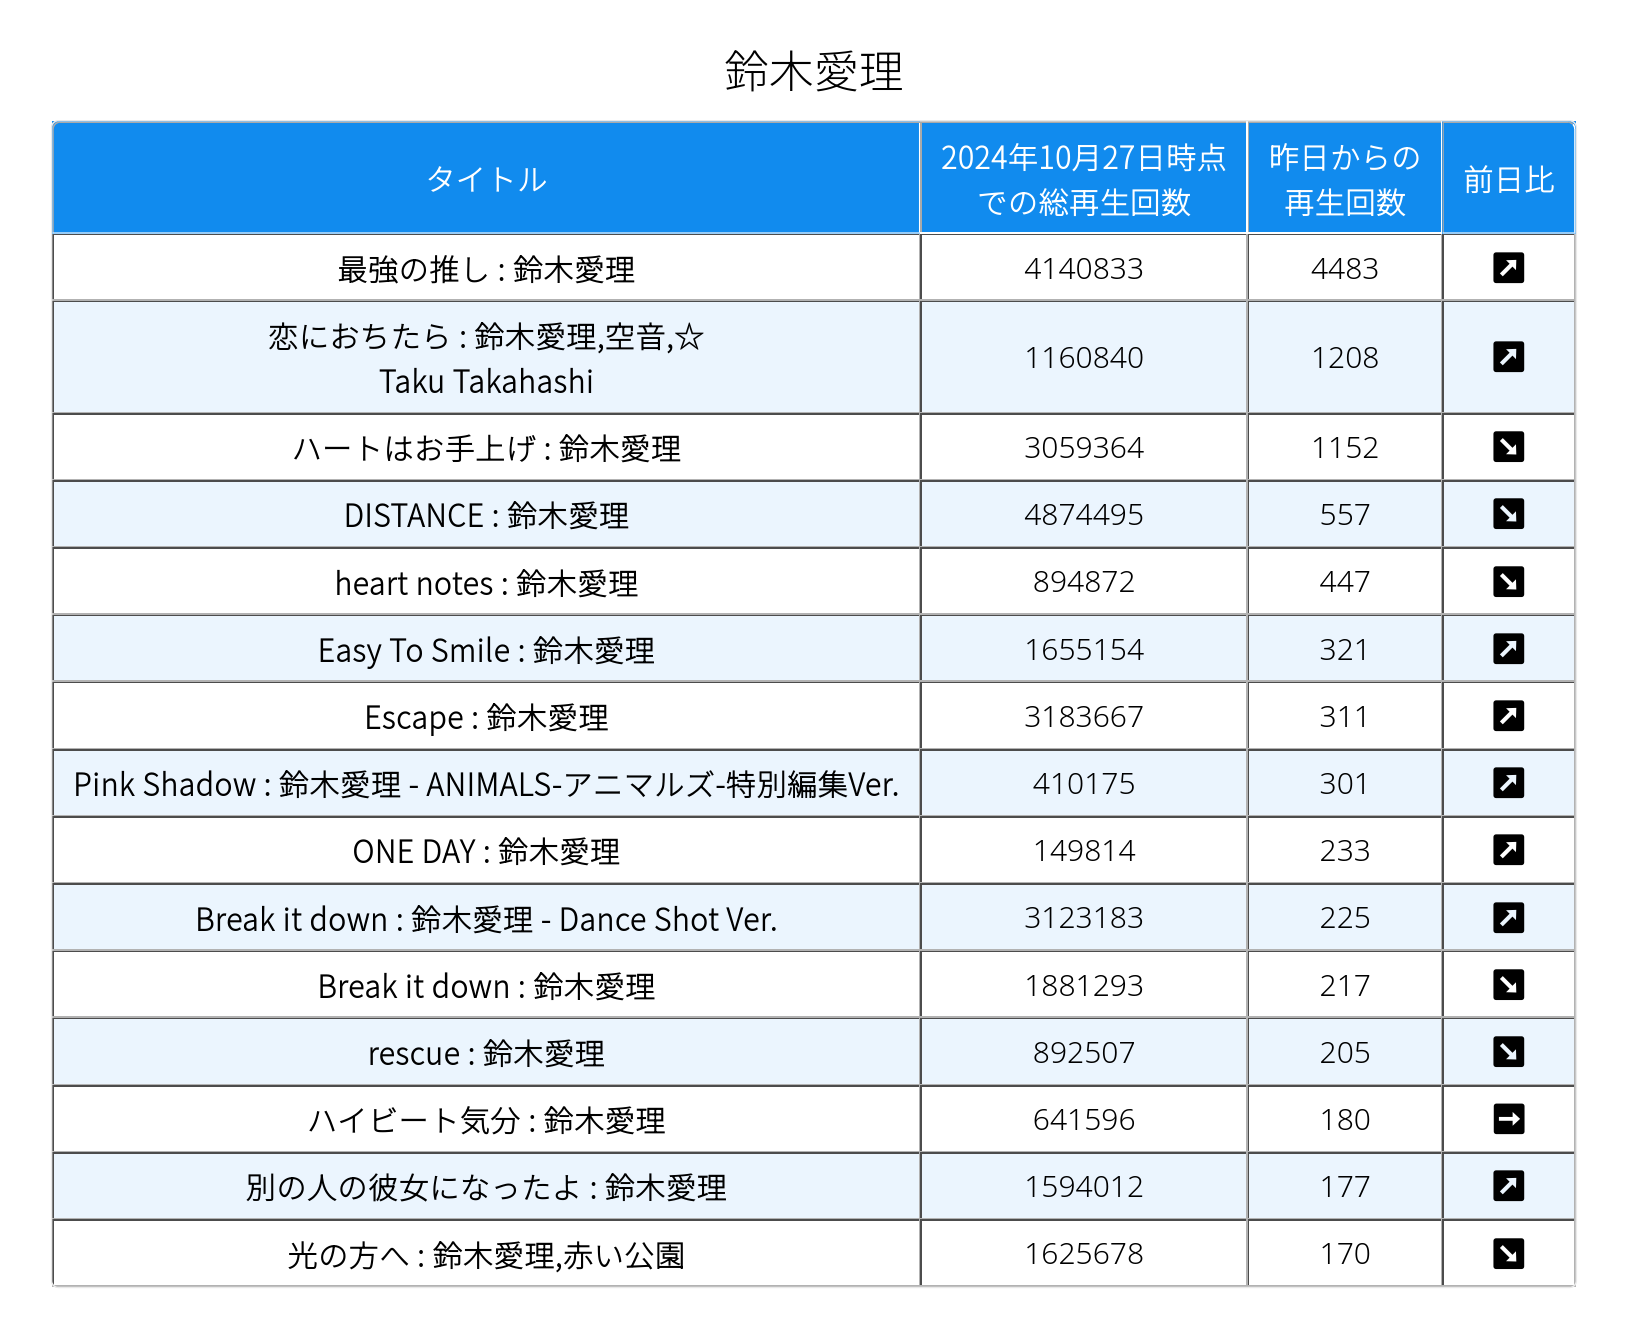 鈴木愛理
タイトル
2024年10月27日時点
での総再生回数
昨日からの
再生回数
前日比
最強の推し : 鈴木愛理 4140833 4483 ↗
恋におちたら : 鈴木愛理,空音,☆
Taku Takahashi 1160840 1208 ↗
ハートはお手上げ : 鈴木愛理 3059364 1152 ↘
DISTANCE : 鈴木愛理 4874495 557 ↘
heart notes : 鈴木愛理 894872 447 ↘
Easy To Smile : 鈴木愛理 1655154 321 ↗
Escape : 鈴木愛理 3183667 311 ↗
Pink Shadow : 鈴木愛理 - ANIMALS-アニマルズ-特別編集Ver. 410175 301 ↗
ONE DAY : 鈴木愛理 149814 233 ↗
Break it down : 鈴木愛理 - Dance Shot Ver. 3123183 225 ↗
Break it down : 鈴木愛理 1881293 217 ↘
rescue : 鈴木愛理 892507 205 ↘
ハイビート気分 : 鈴木愛理 641596 180 →
別の人の彼女になったよ : 鈴木愛理 1594012 177 ↗
光の方へ : 鈴木愛理,赤い公園 1625678 170 ↘